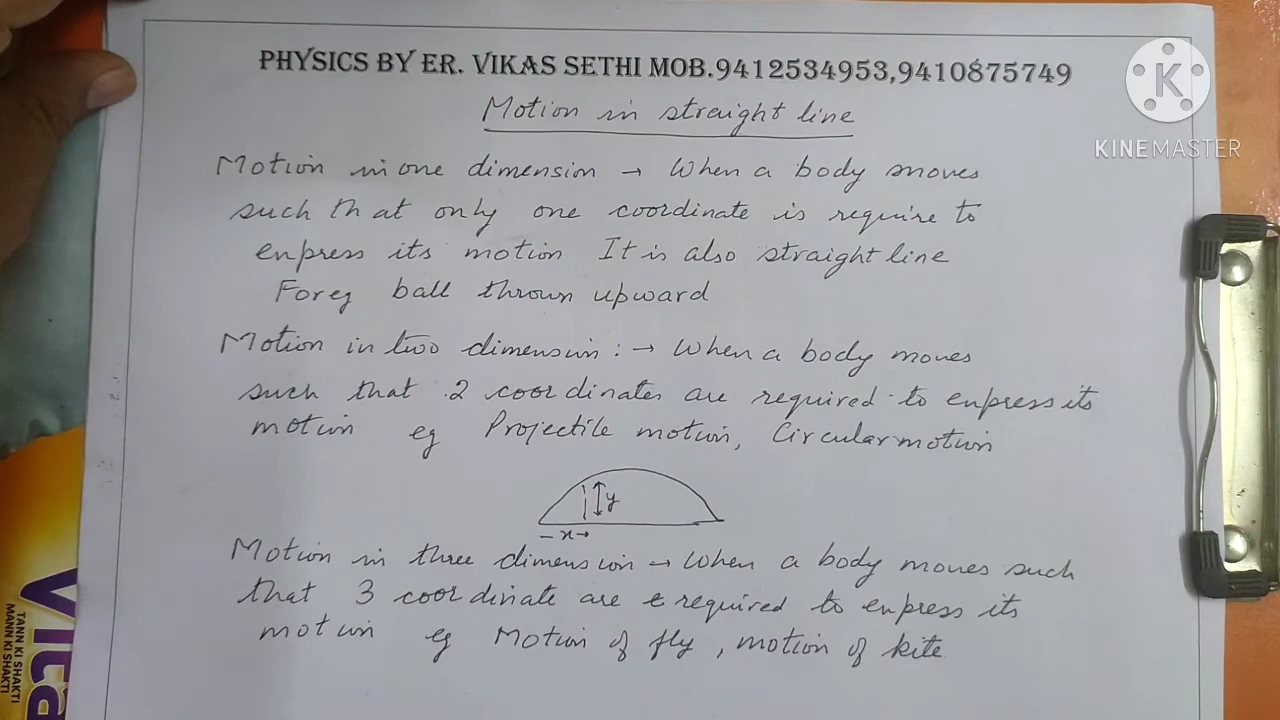 PHYSICS BY ER. VIKAS SETHI MOB.9412534953,9410875749
K
KINEMASTER
Motion in straight line
Motion in one dimension → When a body moves
such that only one coordinate is require to
express its motion It is also straight line
For eg ball thrown upward
Motion in two dimension :→ When a body moves
such that 2 coordinates are required to express its
motion eg Projectile motion, Circular motion
y
x→
Motion in three dimension → When a body moves such
that 3 coordinate are required to express its
motion eg Motion of fly, motion of kite
Vita
TANN KI SHAKTI
MANN KI SHAKTI